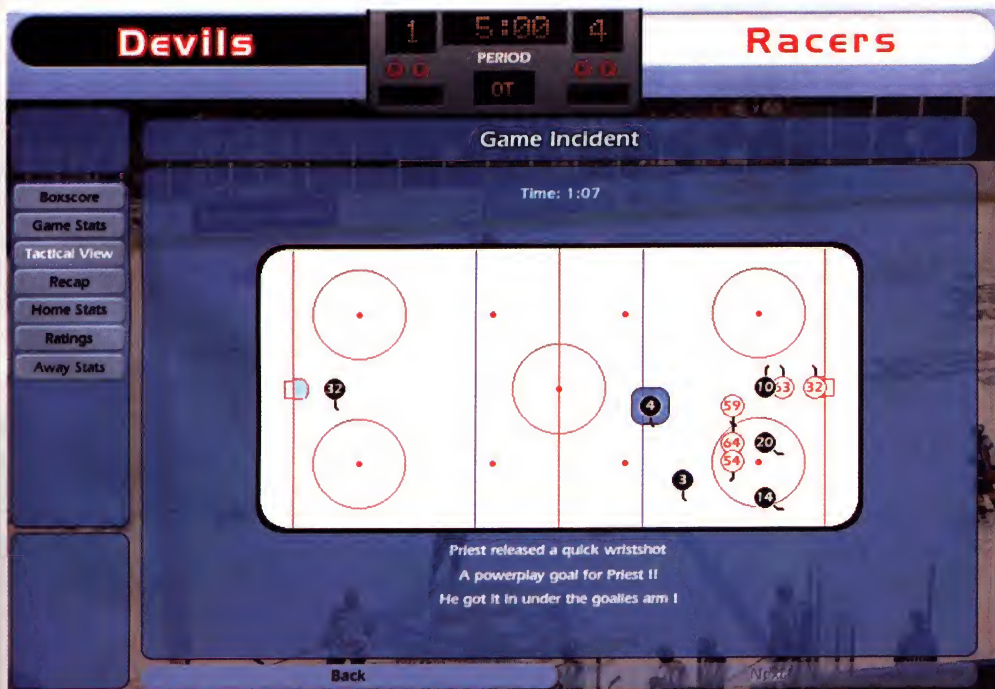 Devils
1 5:00 4
PERIOD
OT
Racers
Game Incident
Time: 1:07
Boxscore
Game Stats
Tactical View
Recap
Home Stats
Ratings
Away Stats
32
4
10 63 32
59
64 20
54
3
14
Priest released a quick wristshot
A powerplay goal for Priest !!
He got it in under the goalies arm !
Back
Next